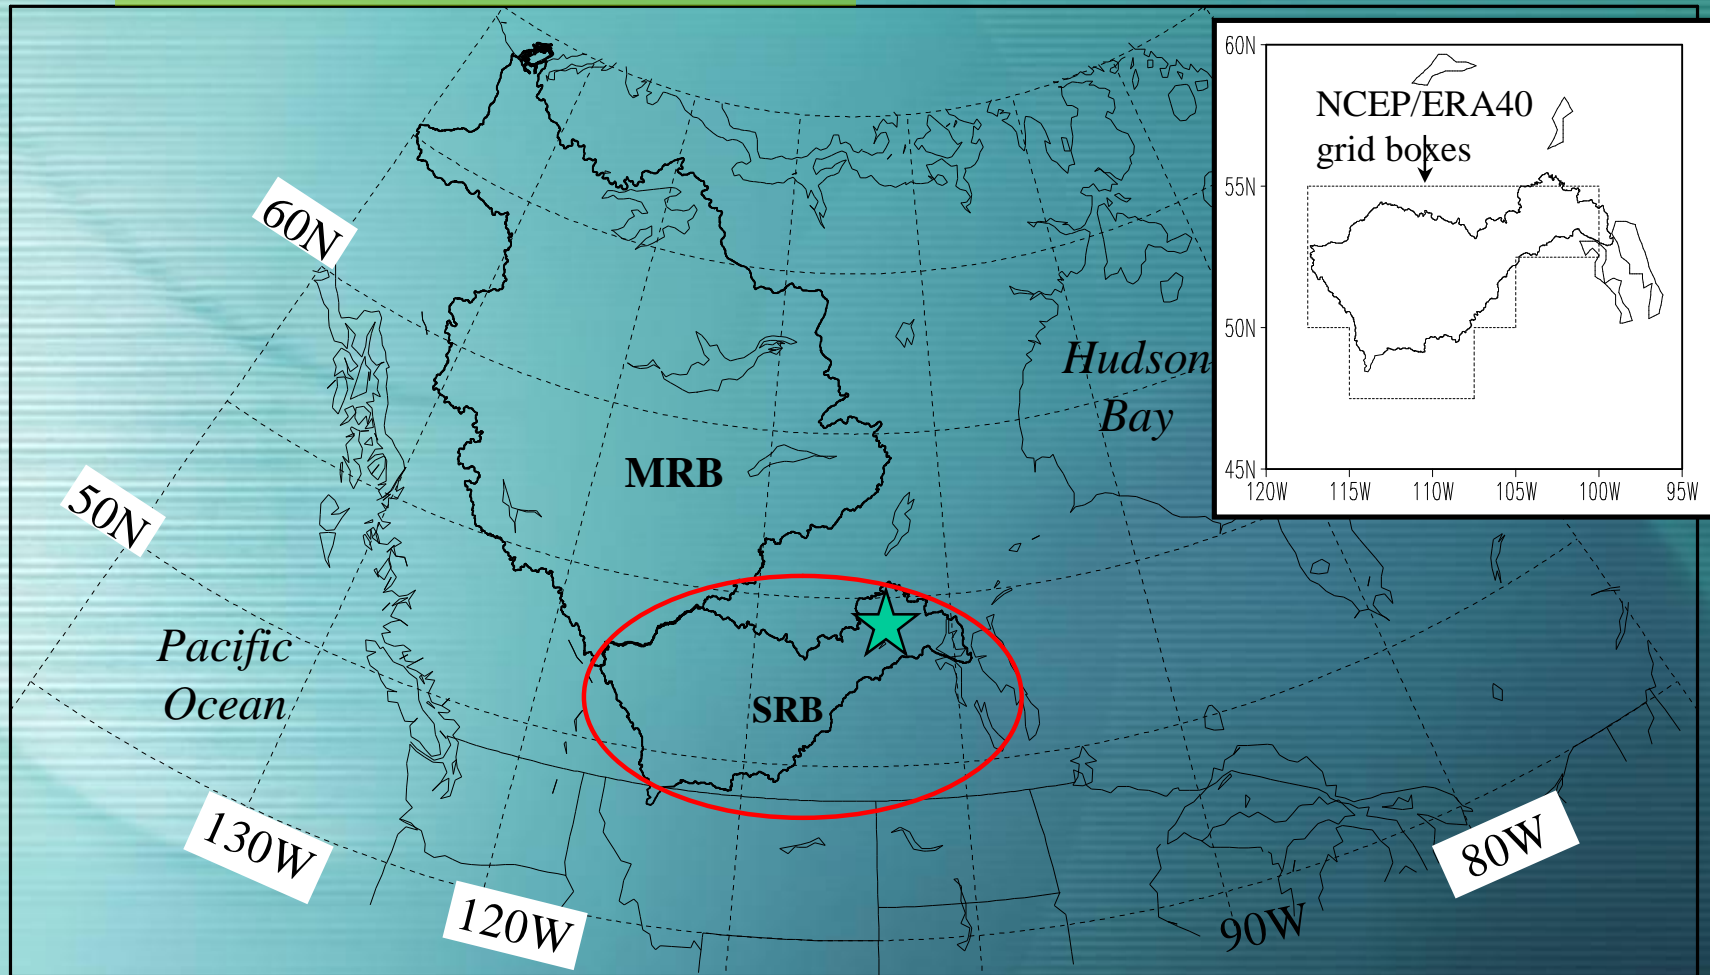 60N
50N
Pacific
Ocean
130W
120W
MRB
SRB
Hudson
Bay
90W
80W
60N
NCEP/ERA40
grid boxes
55N
50N
45N
120W 115W 110W 105W 100W 95W